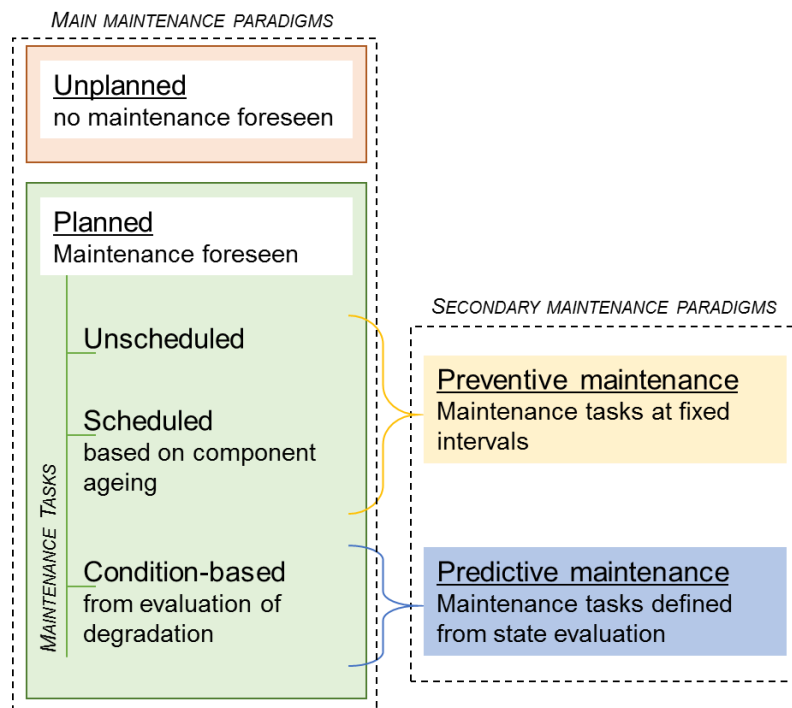 MAIN MAINTENANCE PARADIGMS
Unplanned
no maintenance foreseen
Planned
Maintenance foreseen
MAINTENANCE TASKS
Unscheduled
Scheduled
based on component
ageing
Condition-based
from evaluation of
degradation
SECONDARY MAINTENANCE PARADIGMS
Preventive maintenance
Maintenance tasks at fixed
intervals
Predictive maintenance
Maintenance tasks defined
from state evaluation